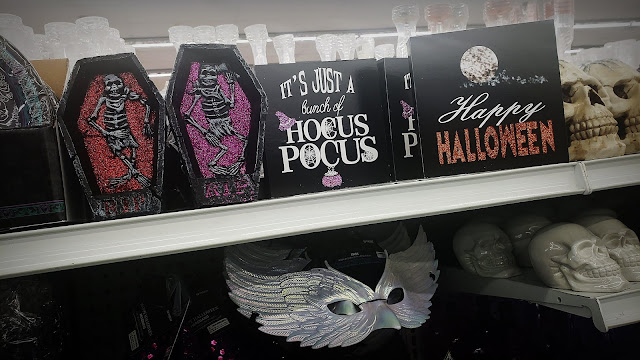 IT'S JUST A
bunch of
HOCUS
POCUS
Happy
HALLOWEEN